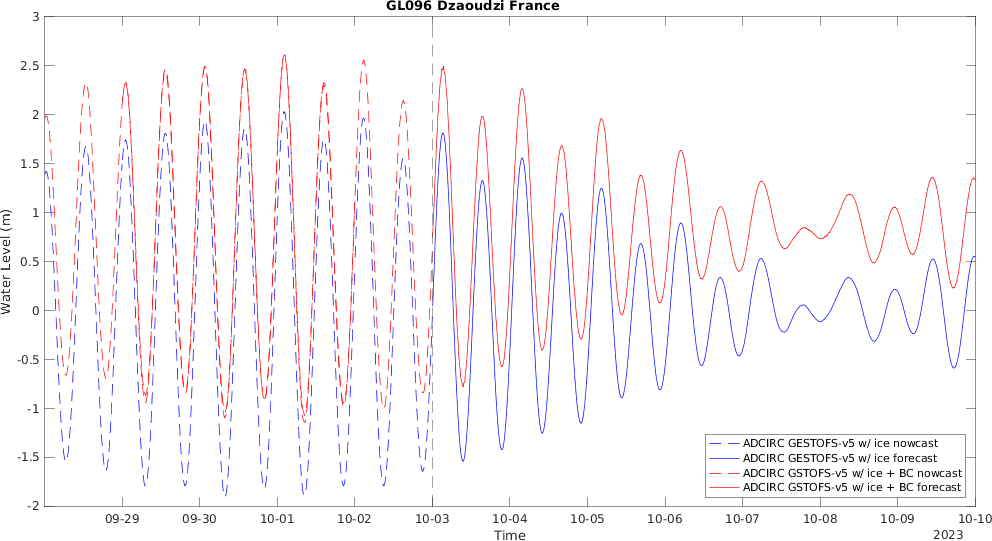 GL096 Dzaoudzi France
3
2.5
2
1.5
1
0.5
0
-0.5
-1
-1.5
-2
Water Level (m)
ADCIRC GESTOFS-v5 w/ ice nowcast
ADCIRC GESTOFS-v5 w/ ice forecast
ADCIRC GSTOFS-v5 w/ ice + BC nowcast
ADCIRC GSTOFS-v5 w/ ice + BC forecast
09-29 09-30 10-01 10-02 10-03 10-04 10-05 10-06 10-07 10-08 10-09 10-10
Time
2023